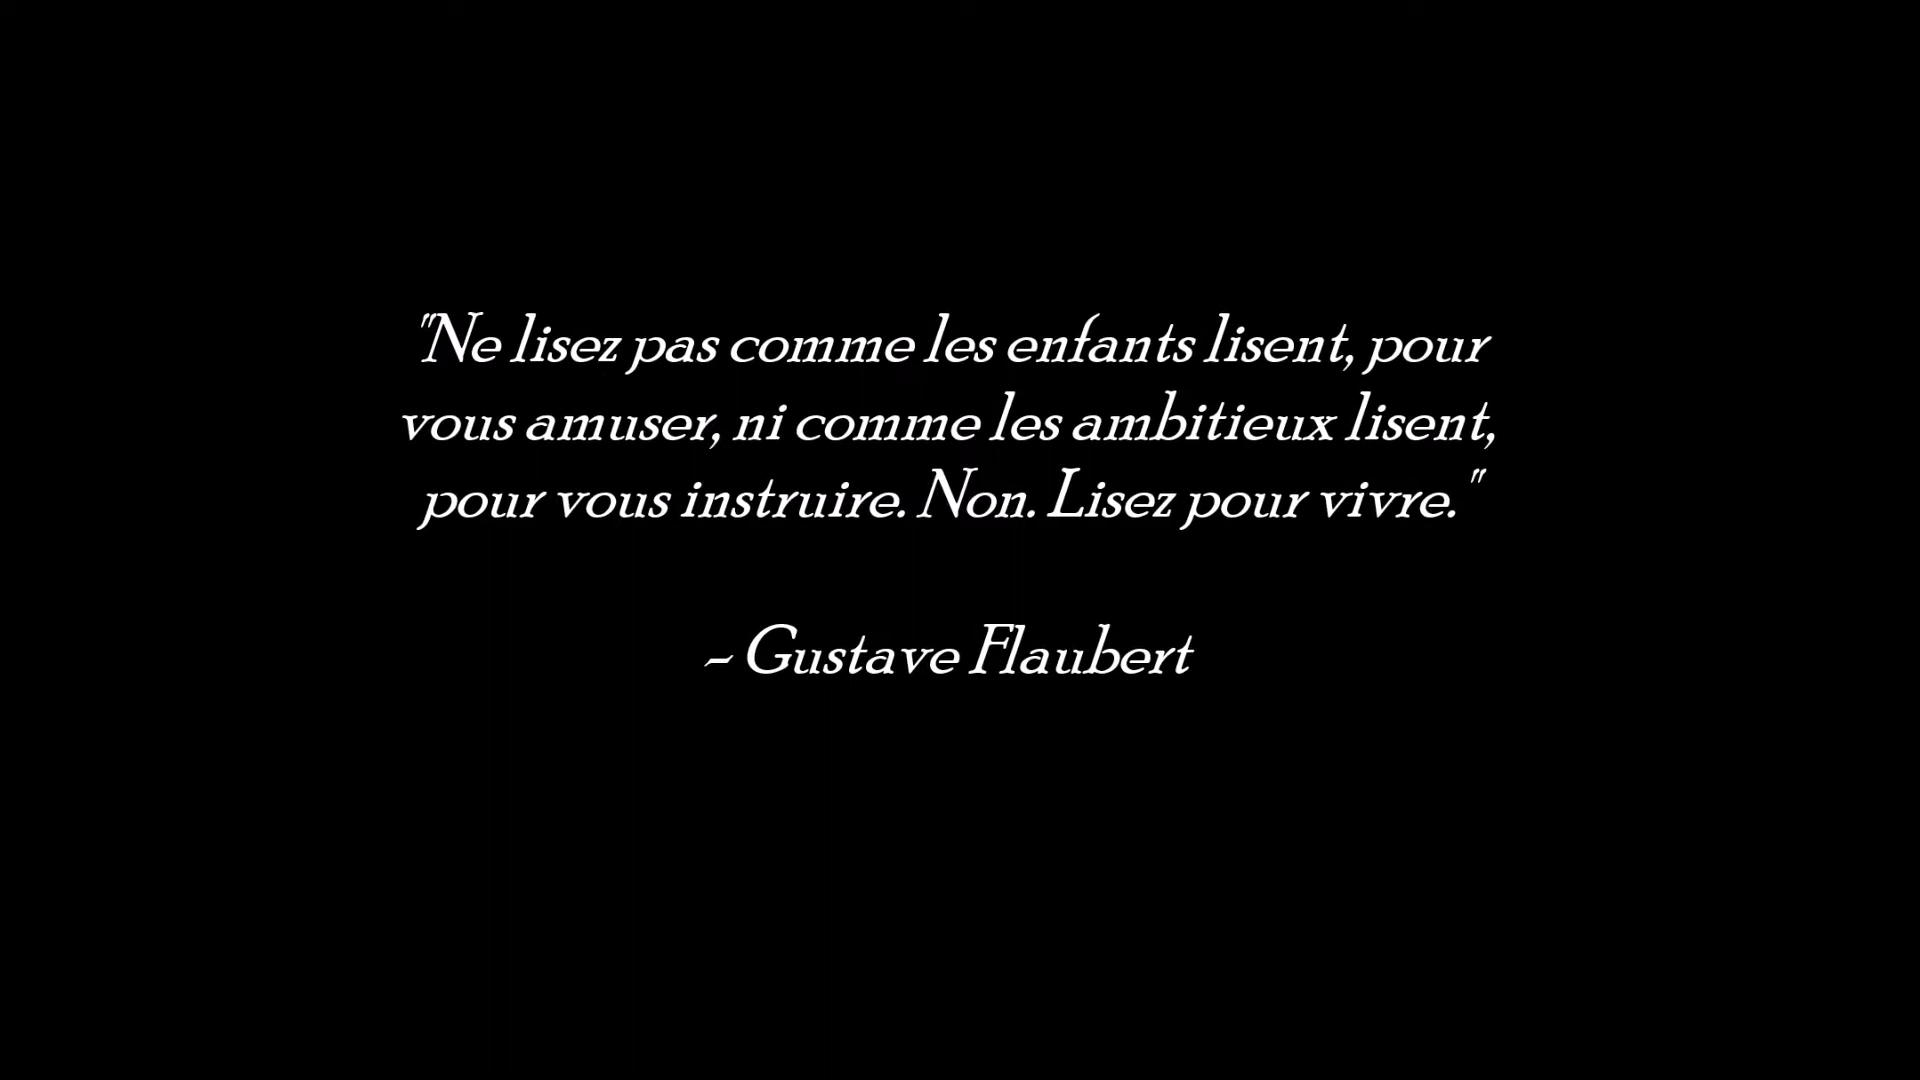 "Ne lisez pas comme les enfants lisent, pour
vous amuser, ni comme les ambitieux lisent,
pour vous instruire. Non. Lisez pour vivre."
- Gustave Flaubert